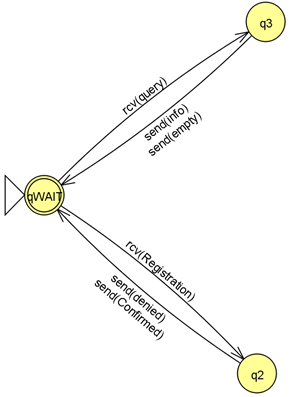 q3
rcv(query)
send(info)
send(empty)
qWAIT
rcv(Registration)
send(denied)
send(Confirmed)
q2